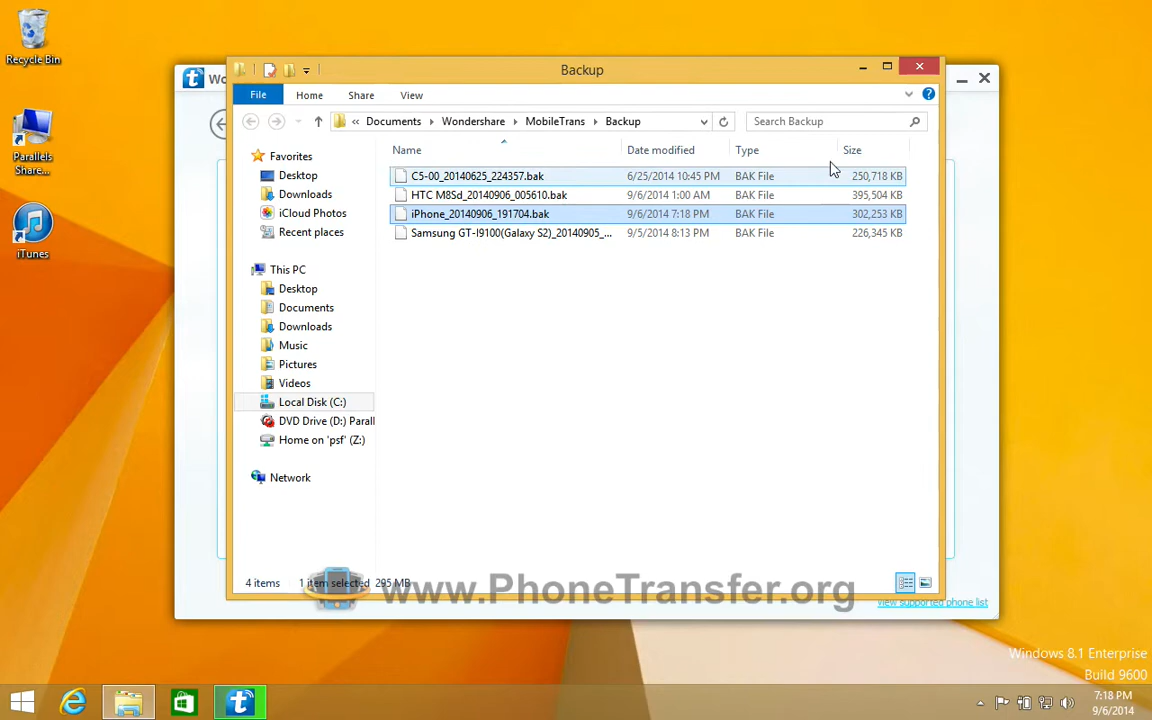 Recycle Bin
Parallels
Share...
iTunes
Wo
Backup
File Home Share View
« Documents Wondershare MobileTrans Backup
Search Backup
Name Date modified Type Size
C5-00_20140625_224357.bak 6/25/2014 10:45 PM BAK File 250,718 KB
HTC M8Sd_20140906_005610.bak 9/6/2014 1:00 AM BAK File 395,504 KB
iPhone_20140906_191704.bak 9/6/2014 7:18 PM BAK File 302,253 KB
Samsung GT-I9100(Galaxy S2)_20140905_... 9/5/2014 8:13 PM BAK File 226,345 KB
Favorites
Desktop
Downloads
iCloud Photos
Recent places
This PC
Desktop
Documents
Downloads
Music
Pictures
Videos
Local Disk (C:)
DVD Drive (D:) Parall
Home on 'psf' (Z:)
Network
4 items 1 item selected 295 MB
www.PhoneTransfer.org
View supported phone list
Windows 8.1 Enterprise
Build 9600
7:18 PM
9/6/2014